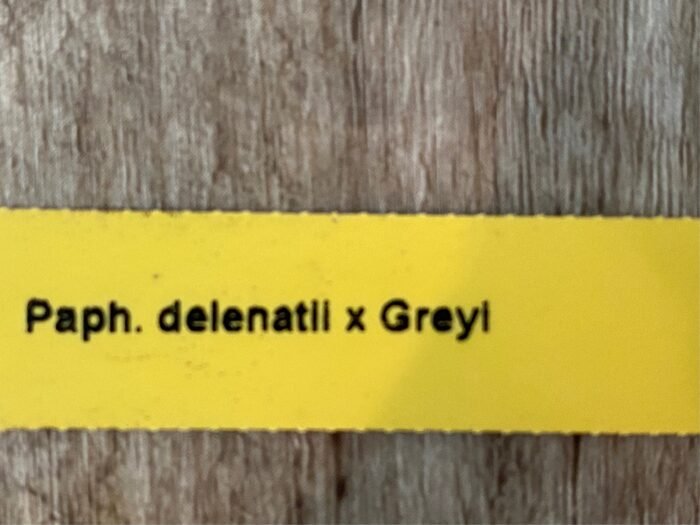 Paph. delenatii x Greyi